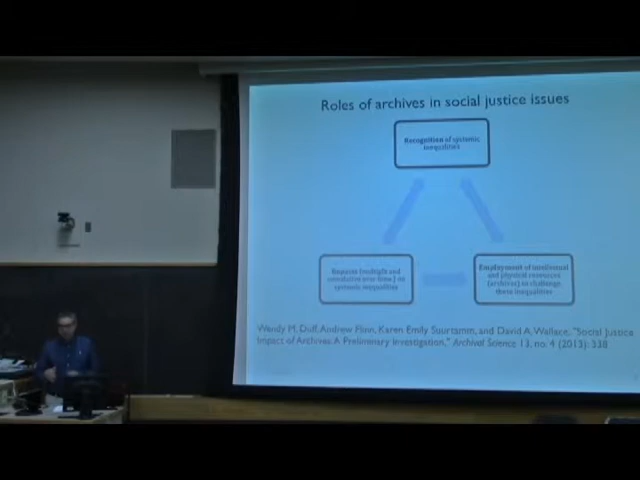 Roles of archives in social justice issues
Recognition of systemic
inequalities
systemic inequalities
Employment of intellectual
and physical resources
(archives) to challenge
these inequalities
Wendy M. Duff, Andrew Flinn, Karen Emily Suurtamm, and David A. Wallace, "Social Justice
Impact of Archives: A Preliminary Investigation," Archival Science 13, no. 4 (2013): 338